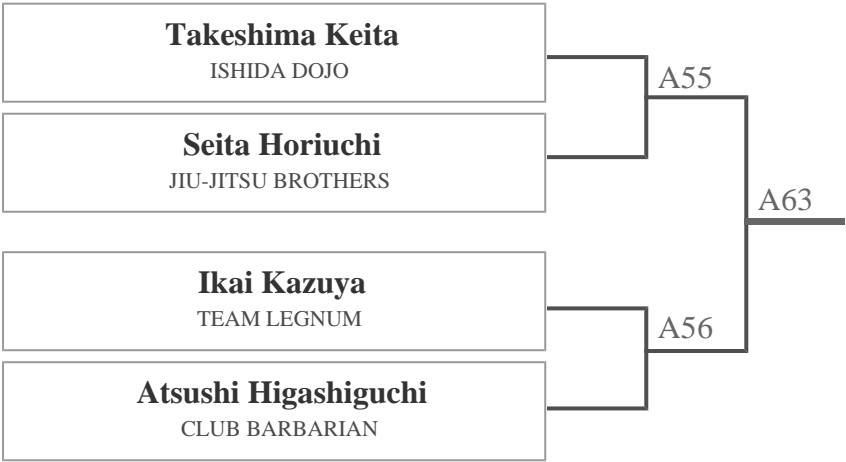 Takeshima Keita
ISHIDA DOJO
A55
Seita Horiuchi
JIU-JITSU BROTHERS
A63
Ikai Kazuya
TEAM LEGNUM
A56
Atsushi Higashiguchi
CLUB BARBARIAN